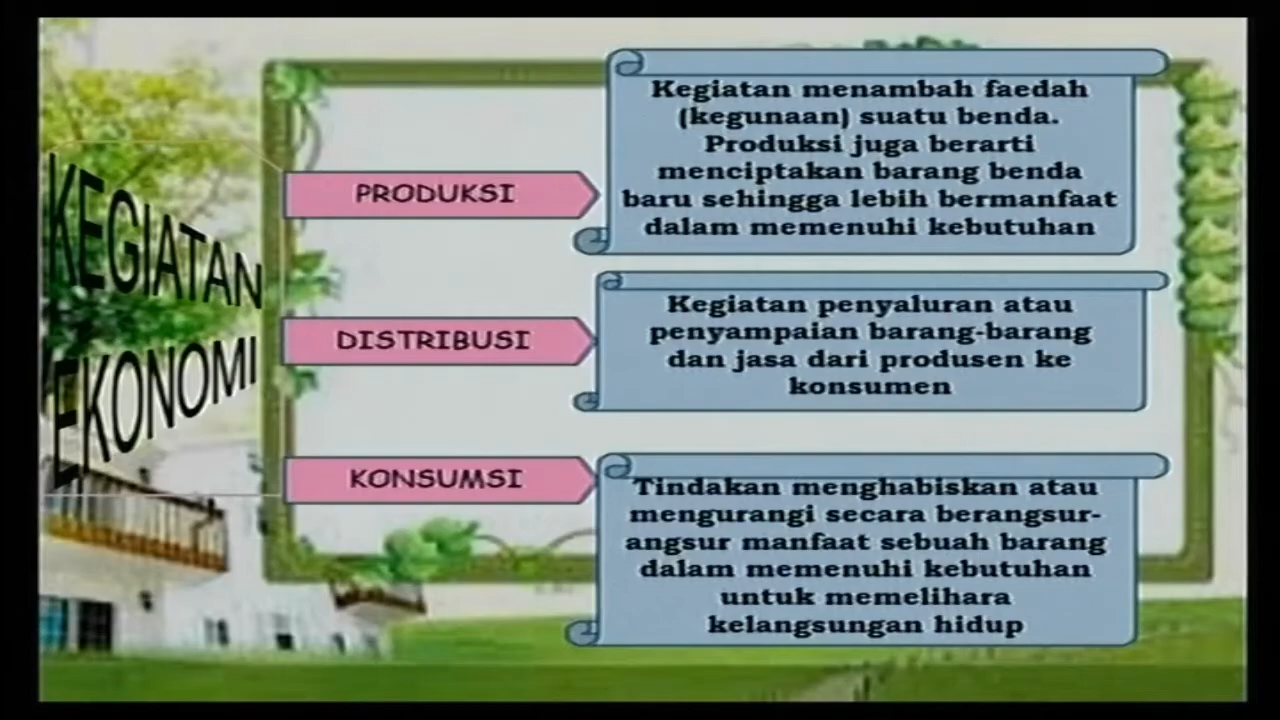 KEGIATAN
EKONOMI
PRODUKSI
Kegiatan menambah faedah
(kegunaan) suatu benda.
Produksi juga berarti
menciptakan barang benda
baru sehingga lebih bermanfaat
dalam memenuhi kebutuhan
DISTRIBUSI
Kegiatan penyaluran atau
penyampaian barang-barang
dan jasa dari produsen ke
konsumen
KONSUMSI
Tindakan menghabiskan atau
mengurangi secara berangsur-
angsur manfaat sebuah barang
dalam memenuhi kebutuhan
untuk memelihara
kelangsungan hidup